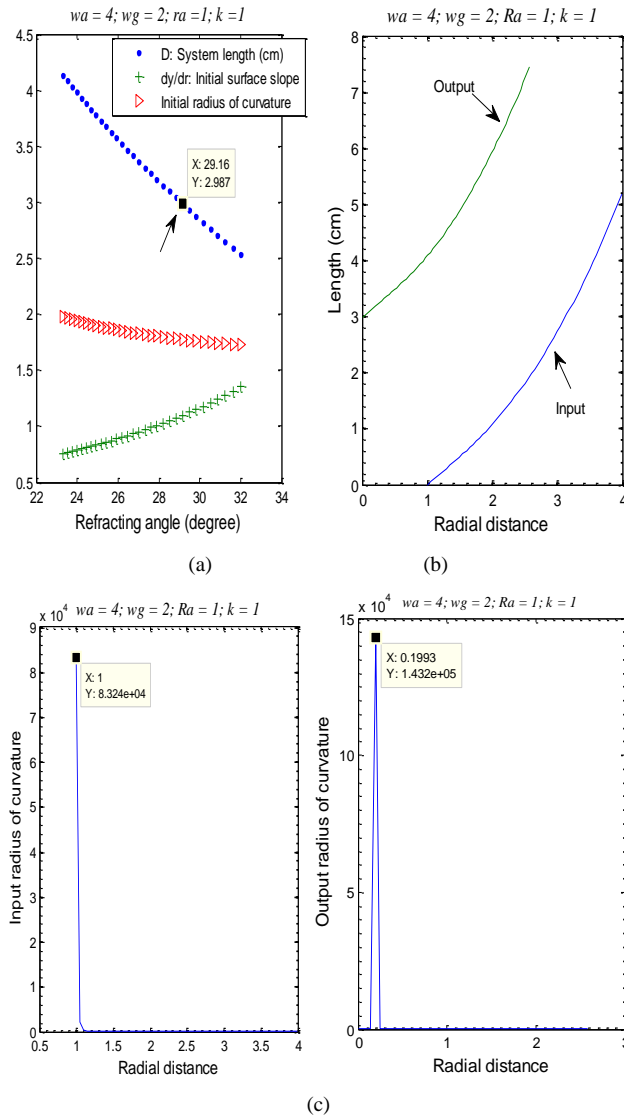 wa = 4; wg = 2; ra=1; k =1
D: System length (cm)
dy/dr: Initial surface slope
Initial radius of curvature
X: 29.16
Y: 2.987
4.5
4
3.5
3
2.5
2
1.5
1
0.5
22 24 26 28 30 32 34
Refracting angle (degree)
(a)
wa = 4; wg = 2; Ra = 1; k = 1
Output
Input
Length (cm)
8
7
6
5
4
3
2
1
0
0 1 2 3 4
Radial distance
(b)
x 10^4
wa = 4; wg = 2; Ra = 1; k = 1
X: 1
Y: 8.324e+04
Input radius of curvature
9
8
7
6
5
4
3
2
1
0
0.5 1 1.5 2 2.5 3 3.5 4
Radial distance
x 10^4
wa = 4; wg = 2; Ra = 1; k = 1
X: 0.1993
Y: 1.432e+05
Output radius of curvature
15
10
5
0
0 1 2 3
Radial distance
(c)